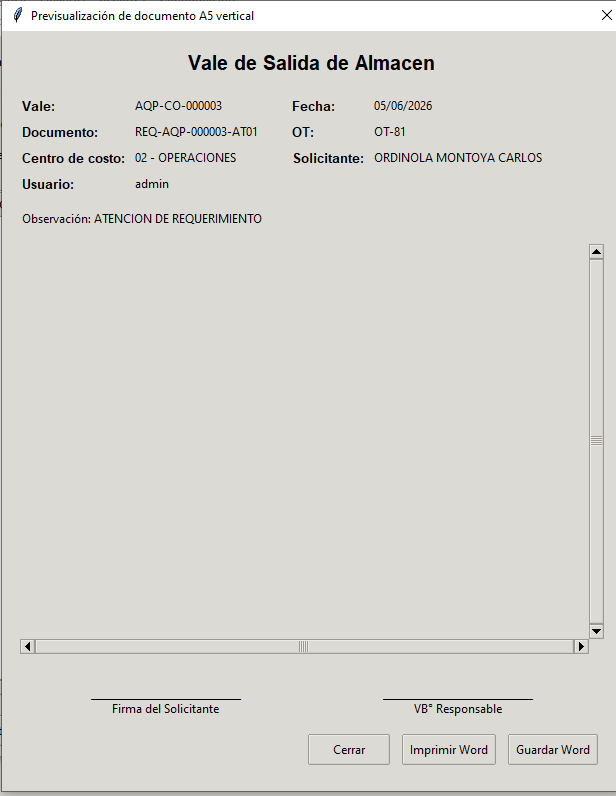 Previsualización de documento A5 vertical
Vale de Salida de Almacen
Vale: AQP-CO-000003 Fecha: 05/06/2026
Documento: REQ-AQP-000003-AT01 OT: OT-81
Centro de costo: 02 - OPERACIONES Solicitante: ORDINOLA MONTOYA CARLOS
Usuario: admin
Observación: ATENCION DE REQUERIMIENTO
Firma del Solicitante VB° Responsable
Cerrar Imprimir Word Guardar Word